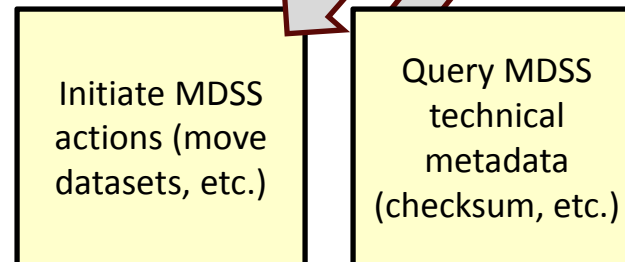 Initiate MDSS
actions (move
datasets, etc.)
Query MDSS
technical
metadata
(checksum, etc.)